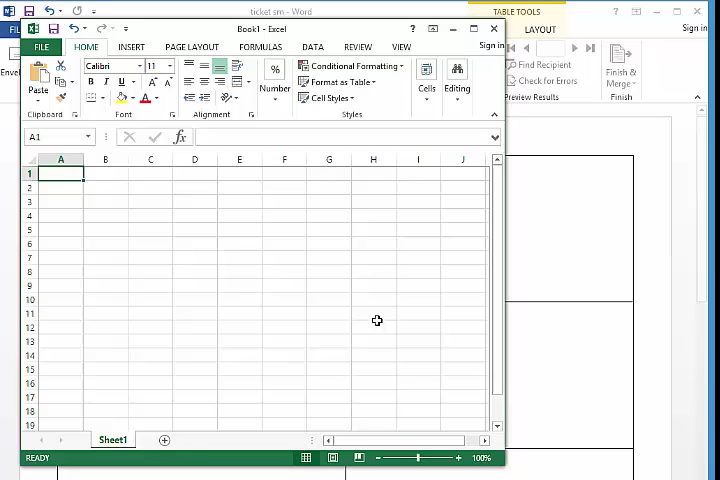 ticket sm - Word
TABLE TOOLS
Book1 - Excel
FIL
FILE
HOME
INSERT
PAGE LAYOUT
FORMULAS
DATA
REVIEW
VIEW
Sign in
LAYOUT
Sign in
Envel
Paste
Clipboard
Calibri
11
B I U
A A
Font
Alignment
%
Number
Conditional Formatting
Format as Table
Cell Styles
Styles
Cells
Editing
Find Recipient
Check for Errors
Preview Results
Finish &
Merge
Finish
A1
fx
A B C D E F G H I J
1
2
3
4
5
6
7
8
9
10
11
12
13
14
15
16
17
18
19
Sheet1
READY
100%